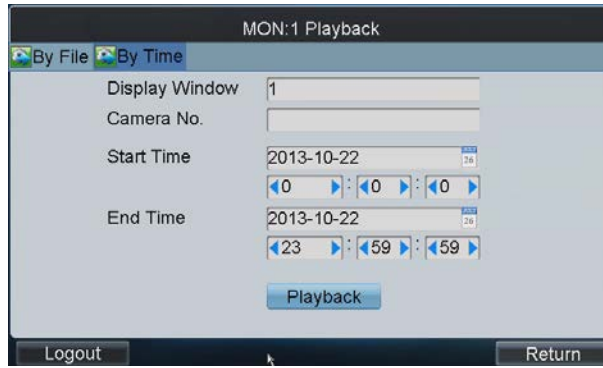 MON:1 Playback
By File By Time
Display Window 1
Camera No.
Start Time 2013-10-22
0 : 0 : 0
End Time 2013-10-22
23 : 59 : 59
Playback
Logout Return